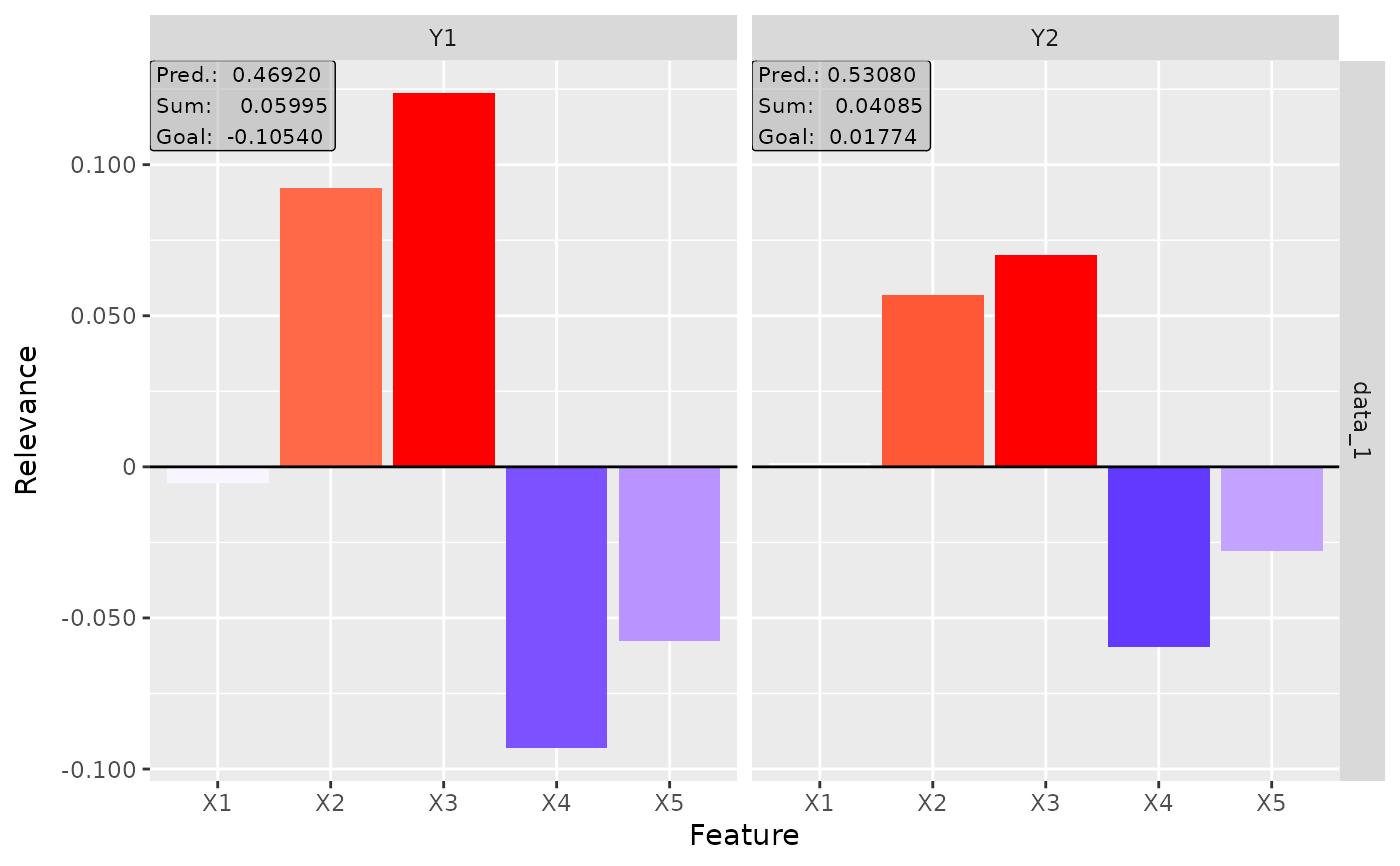 Y1
Y2
Pred.: 0.46920
Sum: 0.05995
Goal: -0.10540
Pred.: 0.53080
Sum: 0.04085
Goal: 0.01774
0.100
0.050
0
-0.050
-0.100
Relevance
data_1
X1 X2 X3 X4 X5
X1 X2 X3 X4 X5
Feature